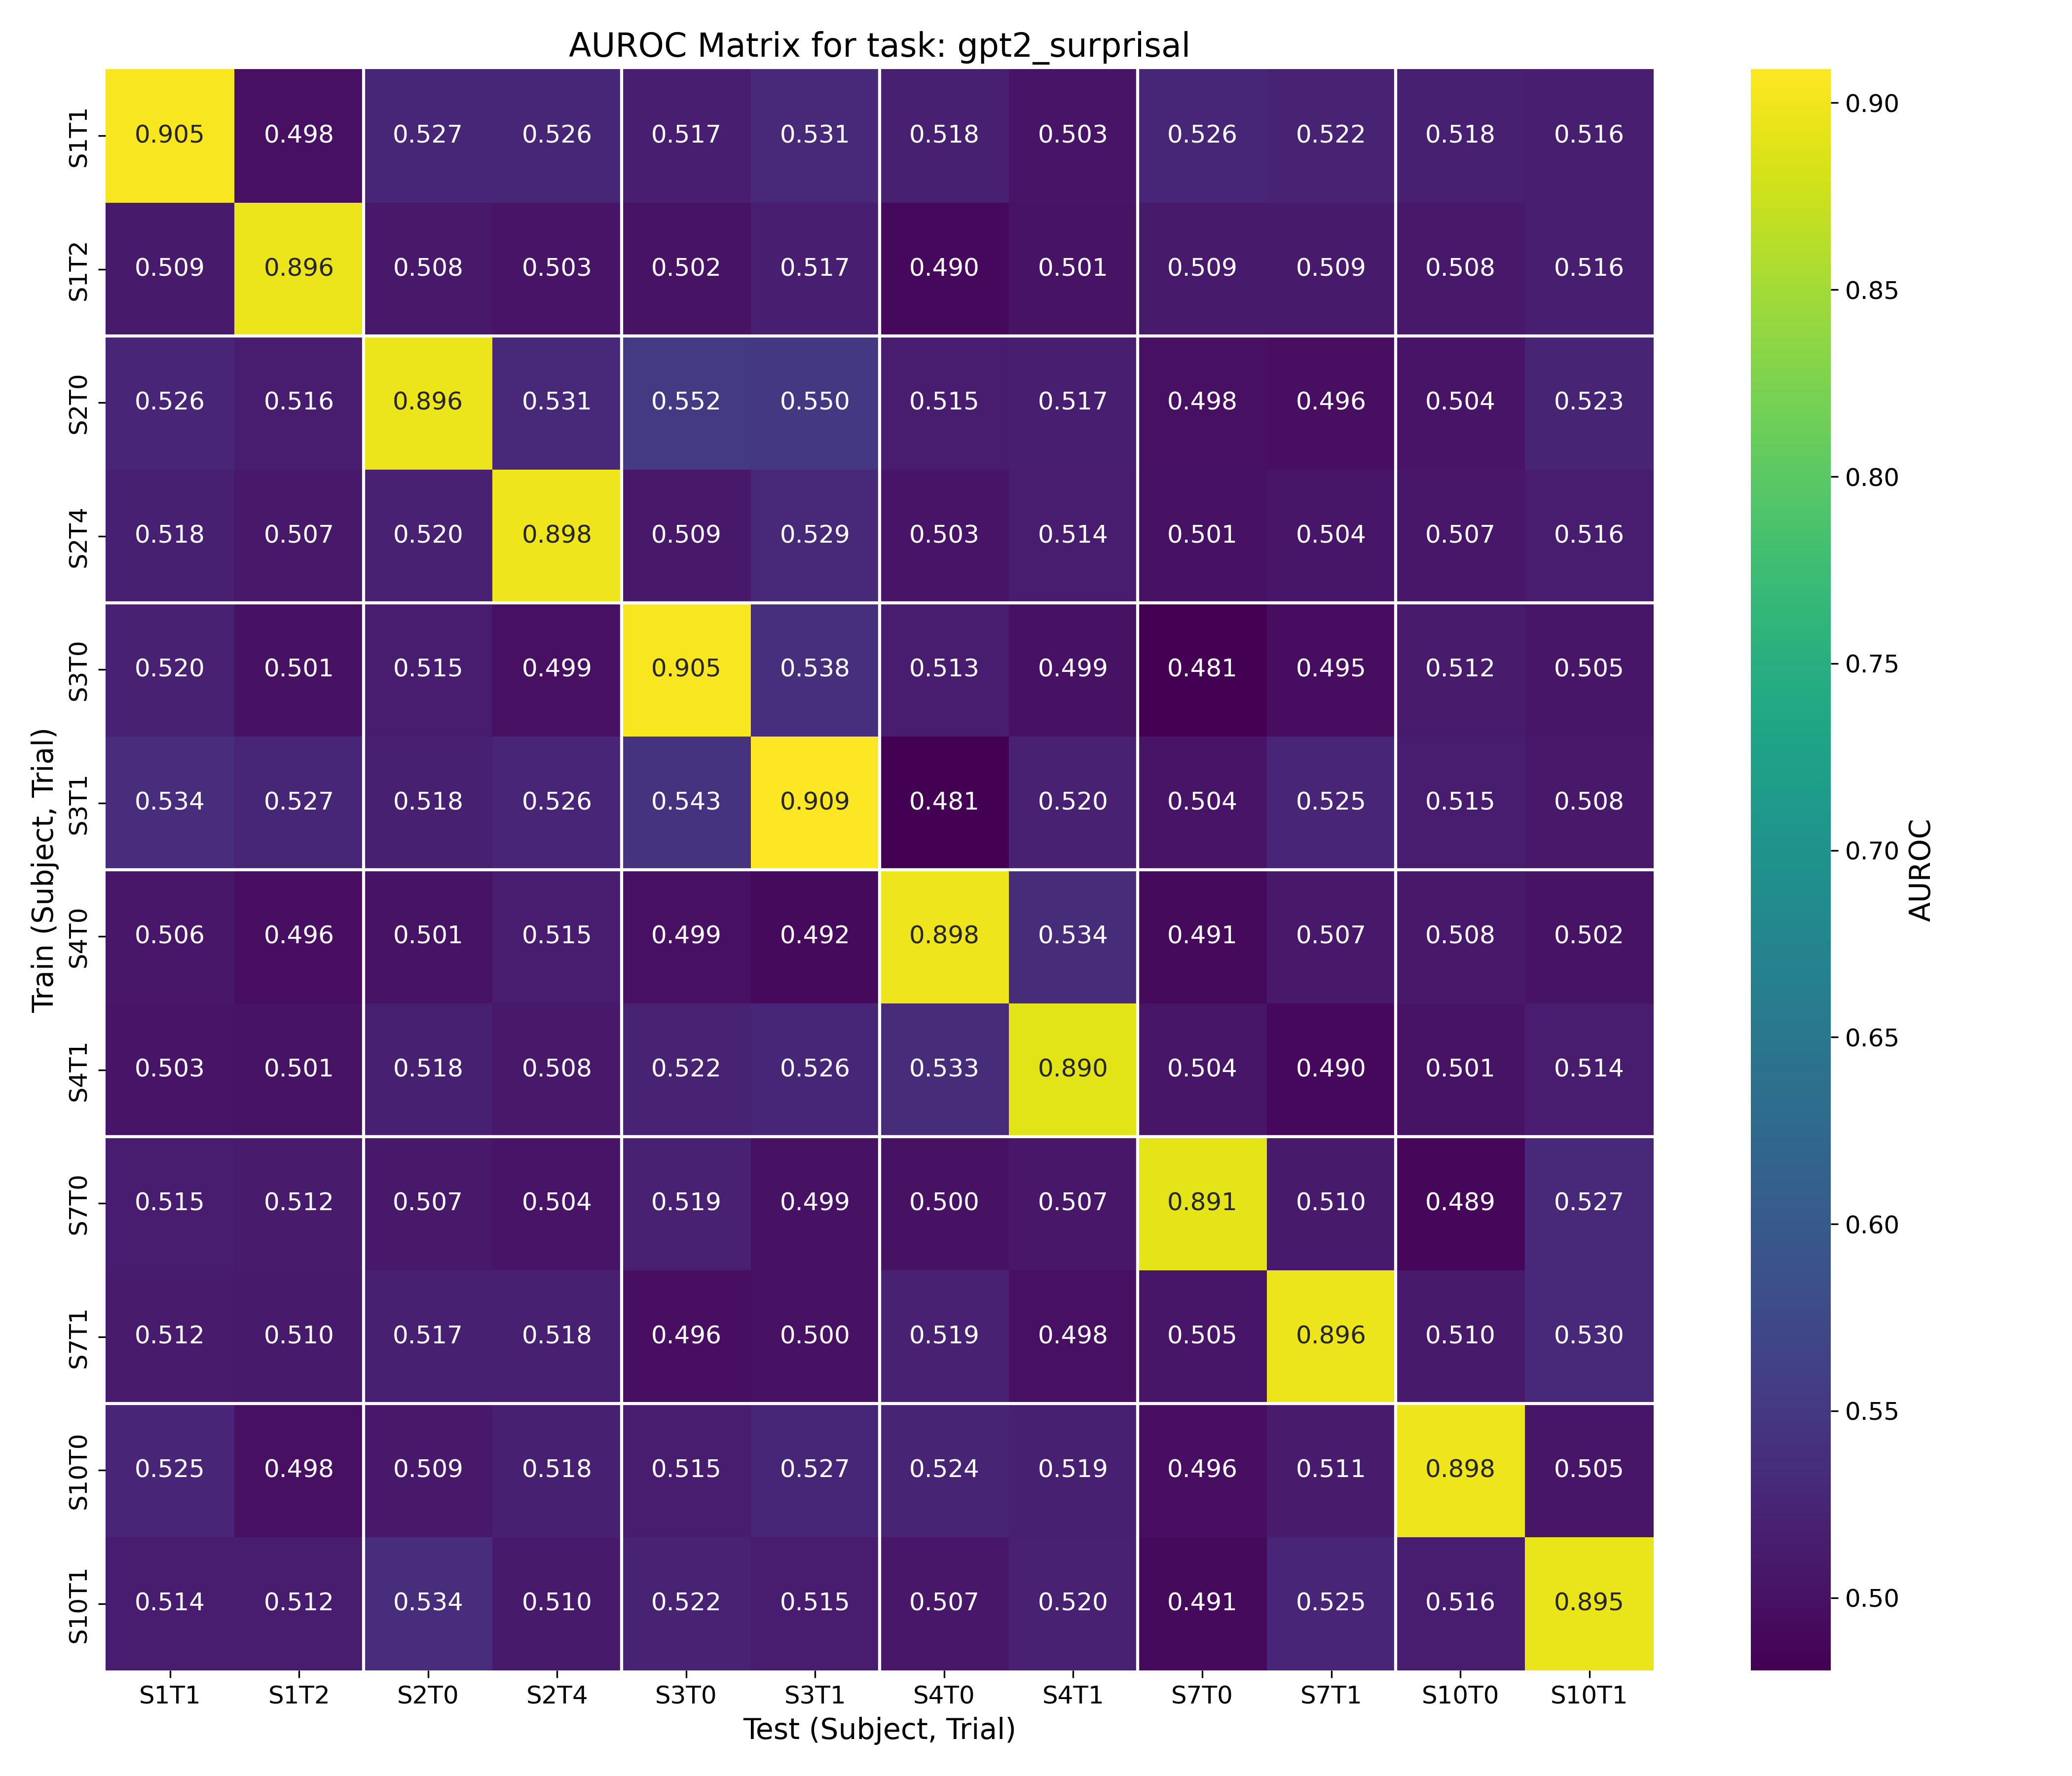 AUROC Matrix for task: gpt2_surprisal
S1T1 0.905 0.498 0.527 0.526 0.517 0.531 0.518 0.503 0.526 0.522 0.518 0.516
S1T2 0.509 0.896 0.508 0.503 0.502 0.517 0.490 0.501 0.509 0.509 0.508 0.516
S2T0 0.526 0.516 0.896 0.531 0.552 0.550 0.515 0.517 0.498 0.496 0.504 0.523
S2T4 0.518 0.507 0.520 0.898 0.509 0.529 0.503 0.514 0.501 0.504 0.507 0.516
S3T0 0.520 0.501 0.515 0.499 0.905 0.538 0.513 0.499 0.481 0.495 0.512 0.505
S3T1 0.534 0.527 0.518 0.526 0.543 0.909 0.481 0.520 0.504 0.525 0.515 0.508
S4T0 0.506 0.496 0.501 0.515 0.499 0.492 0.898 0.534 0.491 0.507 0.508 0.502
S4T1 0.503 0.501 0.518 0.508 0.522 0.526 0.533 0.890 0.504 0.490 0.501 0.514
S7T0 0.515 0.512 0.507 0.504 0.519 0.499 0.500 0.507 0.891 0.510 0.489 0.527
S7T1 0.512 0.510 0.517 0.518 0.496 0.500 0.519 0.498 0.505 0.896 0.510 0.530
S10T0 0.525 0.498 0.509 0.518 0.515 0.527 0.524 0.519 0.496 0.511 0.898 0.505
S10T1 0.514 0.512 0.534 0.510 0.522 0.515 0.507 0.520 0.491 0.525 0.516 0.895
S1T1 S1T2 S2T0 S2T4 S3T0 S3T1 S4T0 S4T1 S7T0 S7T1 S10T0 S10T1
Test (Subject, Trial)
Train (Subject, Trial)
0.90
0.85
0.80
0.75
0.70
0.65
0.60
0.55
0.50
AUROC